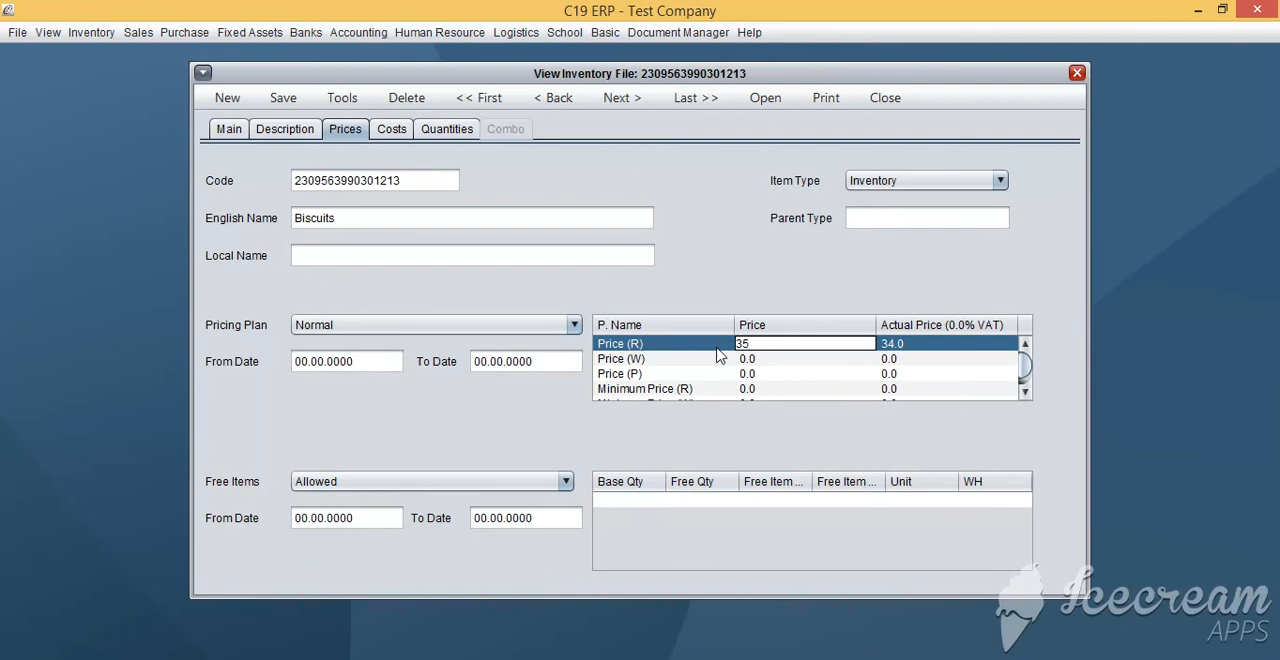 C19 ERP - Test Company
File View Inventory Sales Purchase Fixed Assets Banks Accounting Human Resource Logistics School Basic Document Manager Help
View Inventory File: 2309563990301213
New Save Tools Delete << First < Back Next > Last >> Open Print Close
Main Description Prices Costs Quantities Combo
Code 2309563990301213 Item Type Inventory
English Name Biscuits Parent Type
Local Name
Pricing Plan Normal P. Name Price Actual Price (0.0% VAT)
Price (R) 35 34.0
Price (W) 0.0 0.0
From Date 00.00.0000 To Date 00.00.0000
Price (P) 0.0 0.0
Minimum Price (R) 0.0 0.0
Free Items Allowed Base Qty Free Qty Free Item ... Free Item ... Unit WH
From Date 00.00.0000 To Date 00.00.0000
Icecream
APPS